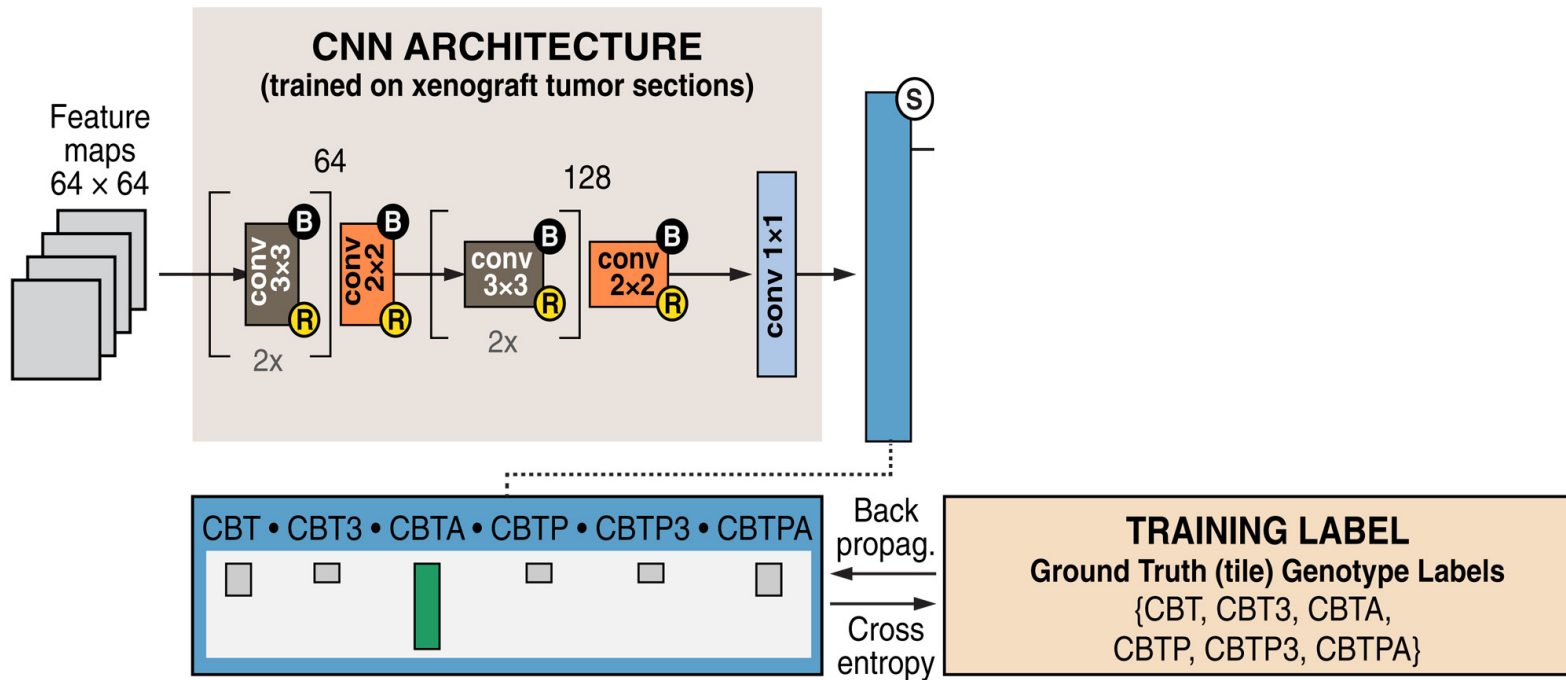 CNN ARCHITECTURE
(trained on xenograft tumor sections)
Feature
maps
64 × 64
64
128
conv
3×3
B
R
2x
conv
2×2
B
R
conv
3×3
B
R
2x
conv
2×2
B
R
conv 1×1
S
CBT • CBT3 • CBTA • CBTP • CBTP3 • CBTPA
Back
propag.
Cross
entropy
TRAINING LABEL
Ground Truth (tile) Genotype Labels
{CBT, CBT3, CBTA,
CBTP, CBTP3, CBTPA}